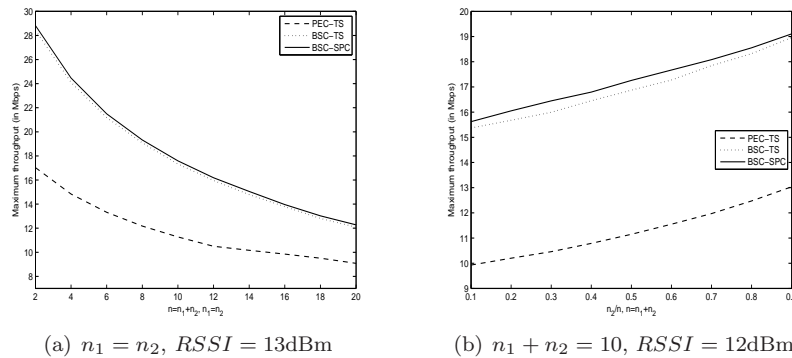 30
28
26
24
22
20
18
16
14
12
10
8
2 4 6 8 10 12 14 16 18 20
Maximum throughput (in Mbps)
n=n₁+n₂, n₁=n₂
PEC-TS
BSC-TS
BSC-SPC
(a) n₁ = n₂, RSSI = 13dBm
20
19
18
17
16
15
14
13
12
11
10
9
0.1 0.2 0.3 0.4 0.5 0.6 0.7 0.8 0.9
Maximum throughput (in Mbps)
n₂/n, n=n₁+n₂
PEC-TS
BSC-TS
BSC-SPC
(b) n₁ + n₂ = 10, RSSI = 12dBm